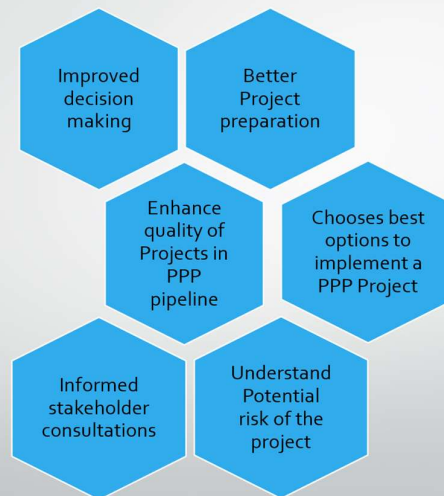 Improved
decision
making
Better
Project
preparation
Enhance
quality of
Projects in
PPP
pipeline
Chooses best
options to
implement a
PPP Project
Informed
stakeholder
consultations
Understand
Potential
risk of the
project